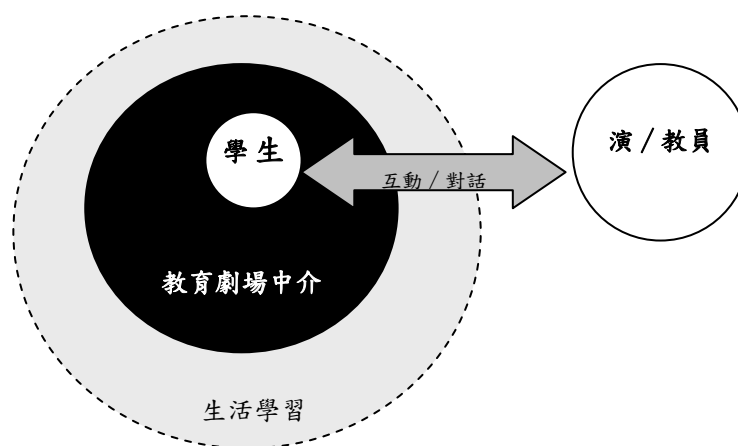 學生
演／教員
互動／對話
教育劇場中介
生活學習